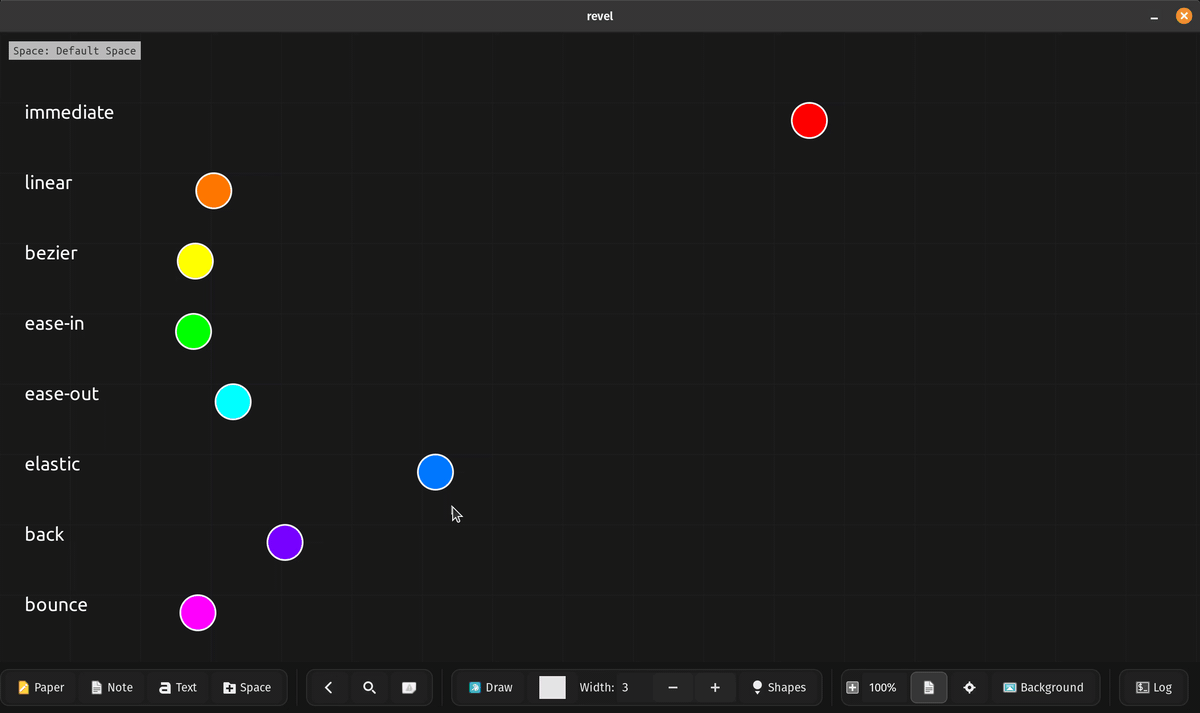 revel
Space: Default Space
immediate
linear
bezier
ease-in
ease-out
elastic
back
bounce
Paper Note Text Space Draw Width: 3 Shapes 100% Background Log